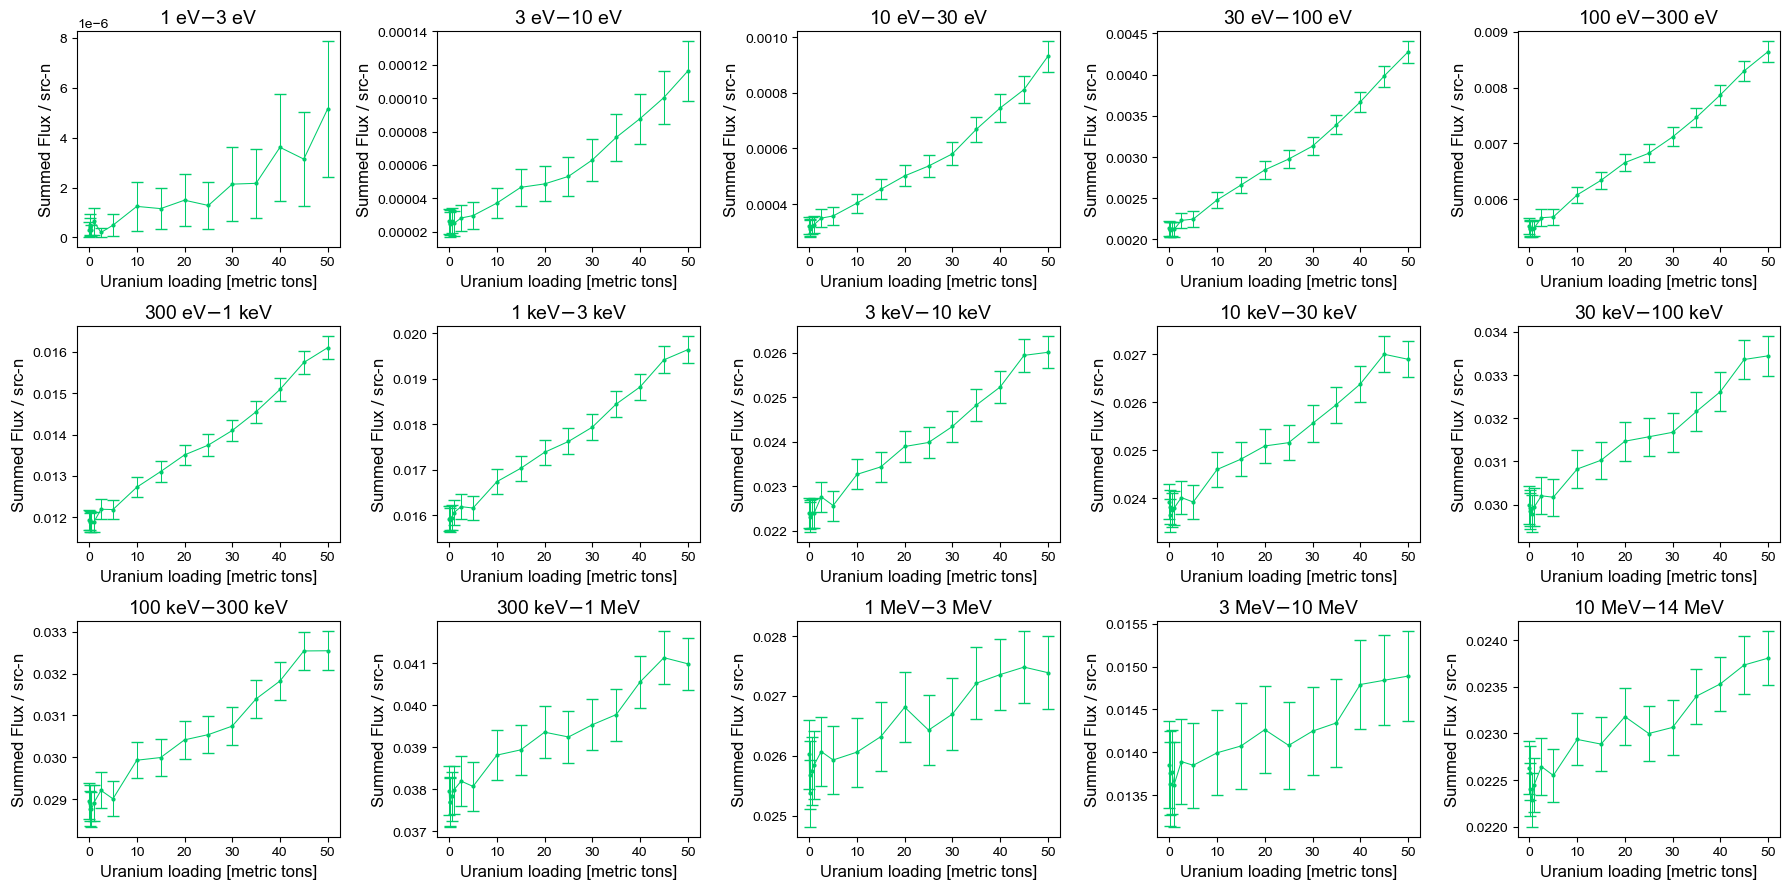 1 eV−3 eV
1e−6
8
6
4
2
0
Summed Flux / src-n
0 10 20 30 40 50
Uranium loading [metric tons]
3 eV−10 eV
0.00014
0.00012
0.00010
0.00008
0.00006
0.00004
0.00002
Summed Flux / src-n
0 10 20 30 40 50
Uranium loading [metric tons]
10 eV−30 eV
0.0010
0.0008
0.0006
0.0004
Summed Flux / src-n
0 10 20 30 40 50
Uranium loading [metric tons]
30 eV−100 eV
0.0045
0.0040
0.0035
0.0030
0.0025
0.0020
Summed Flux / src-n
0 10 20 30 40 50
Uranium loading [metric tons]
100 eV−300 eV
0.009
0.008
0.007
0.006
Summed Flux / src-n
0 10 20 30 40 50
Uranium loading [metric tons]
300 eV−1 keV
0.016
0.015
0.014
0.013
0.012
Summed Flux / src-n
0 10 20 30 40 50
Uranium loading [metric tons]
1 keV−3 keV
0.020
0.019
0.018
0.017
0.016
Summed Flux / src-n
0 10 20 30 40 50
Uranium loading [metric tons]
3 keV−10 keV
0.026
0.025
0.024
0.023
0.022
Summed Flux / src-n
0 10 20 30 40 50
Uranium loading [metric tons]
10 keV−30 keV
0.027
0.026
0.025
0.024
Summed Flux / src-n
0 10 20 30 40 50
Uranium loading [metric tons]
30 keV−100 keV
0.034
0.033
0.032
0.031
0.030
Summed Flux / src-n
0 10 20 30 40 50
Uranium loading [metric tons]
100 keV−300 keV
0.033
0.032
0.031
0.030
0.029
Summed Flux / src-n
0 10 20 30 40 50
Uranium loading [metric tons]
300 keV−1 MeV
0.041
0.040
0.039
0.038
0.037
Summed Flux / src-n
0 10 20 30 40 50
Uranium loading [metric tons]
1 MeV−3 MeV
0.028
0.027
0.026
0.025
Summed Flux / src-n
0 10 20 30 40 50
Uranium loading [metric tons]
3 MeV−10 MeV
0.0155
0.0150
0.0145
0.0140
0.0135
Summed Flux / src-n
0 10 20 30 40 50
Uranium loading [metric tons]
10 MeV−14 MeV
0.0240
0.0235
0.0230
0.0225
0.0220
Summed Flux / src-n
0 10 20 30 40 50
Uranium loading [metric tons]